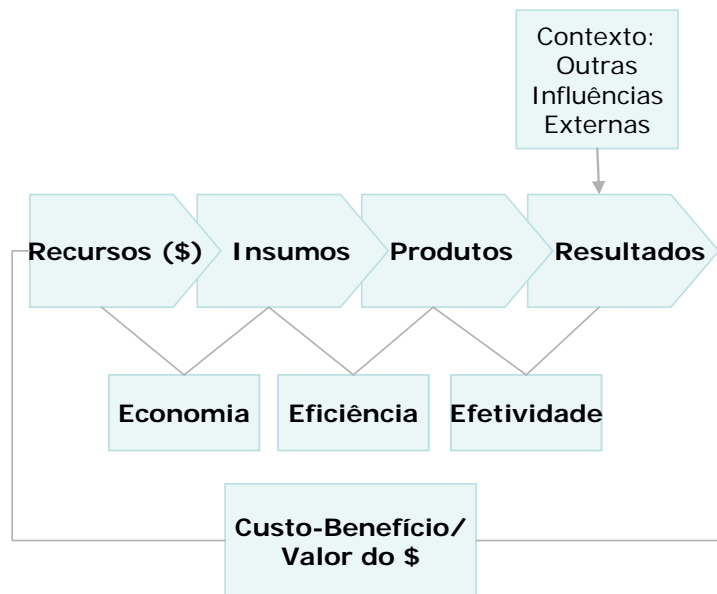 Contexto:
Outras
Influências
Externas
Recursos ($)
Insumos
Produtos
Resultados
Economia
Eficiência
Efetividade
Custo-Benefício/
Valor do $